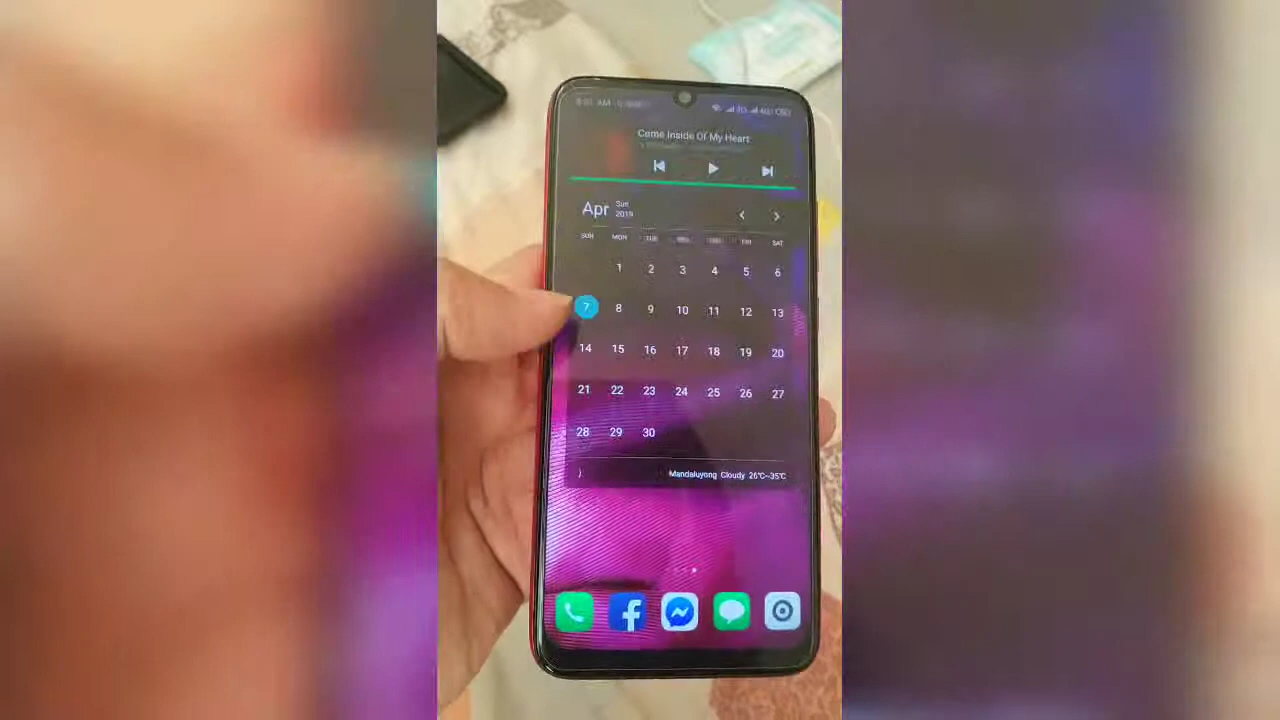 Come Inside Of My Heart
Apr
Sun
2019
SUN MON TUE WED THU FRI SAT
1 2 3 4 5 6
7 8 9 10 11 12 13
14 15 16 17 18 19 20
21 22 23 24 25 26 27
28 29 30
Mandaluyong Cloudy 26°C~35°C